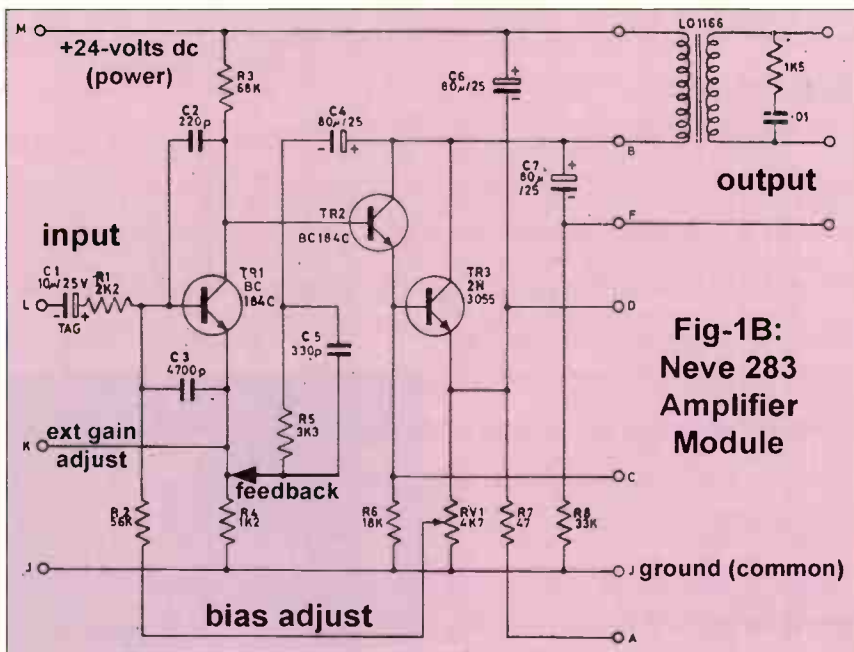 M
+24-volts dc
(power)
R3
68K
C2
220p
C4
80µ/25
- +
C6
80µ/25
+
-
LO1166
1K5
.01
B
C7
80µ
/25
+
-
output
F
TR2
BC184C
input
C1
10µ/25V
R1
2K2
L
- +
TAG
TR1
BC
184C
TR3
2N
3055
D
C5
330p
Fig-1B:
Neve 283
Amplifier
Module
C3
4700p
R5
3K3
K
ext gain
adjust
feedback
C
R2
56K
R4
1K2
R6
18K
RV1
4K7
R7
47
R8
33K
J
J
ground (common)
bias adjust
A